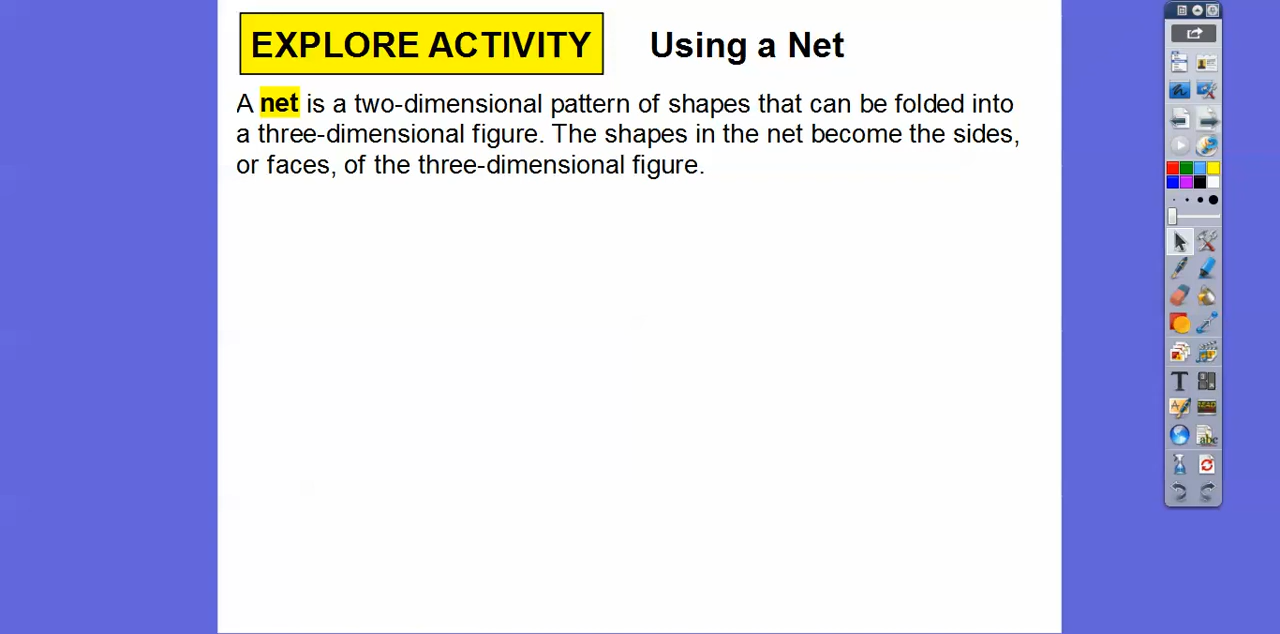 EXPLORE ACTIVITY Using a Net
A net is a two-dimensional pattern of shapes that can be folded into
a three-dimensional figure. The shapes in the net become the sides,
or faces, of the three-dimensional figure.
T
abc